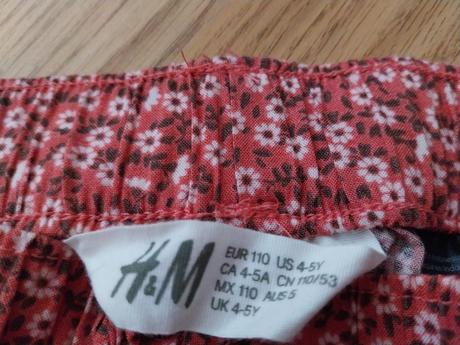 H&M
EUR 110 US 4-5Y
CA 4-5A CN 110/53
MX 110 AUS 5
UK 4-5Y